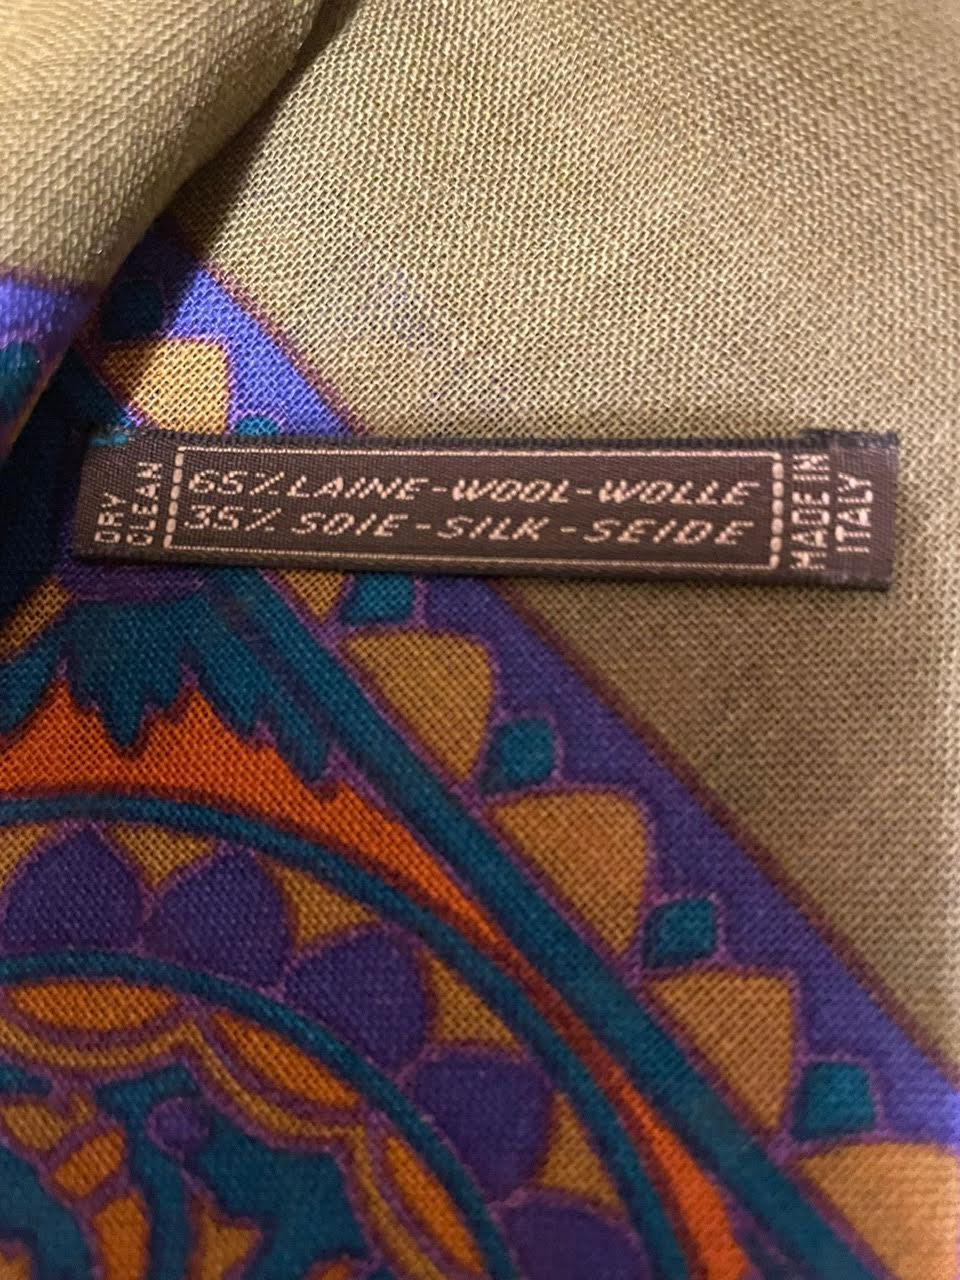 DRY
CLEAN
65% LAINE-WOOL-WOLLE
35% SOIE-SILK-SEIDE
MADE IN
ITALY